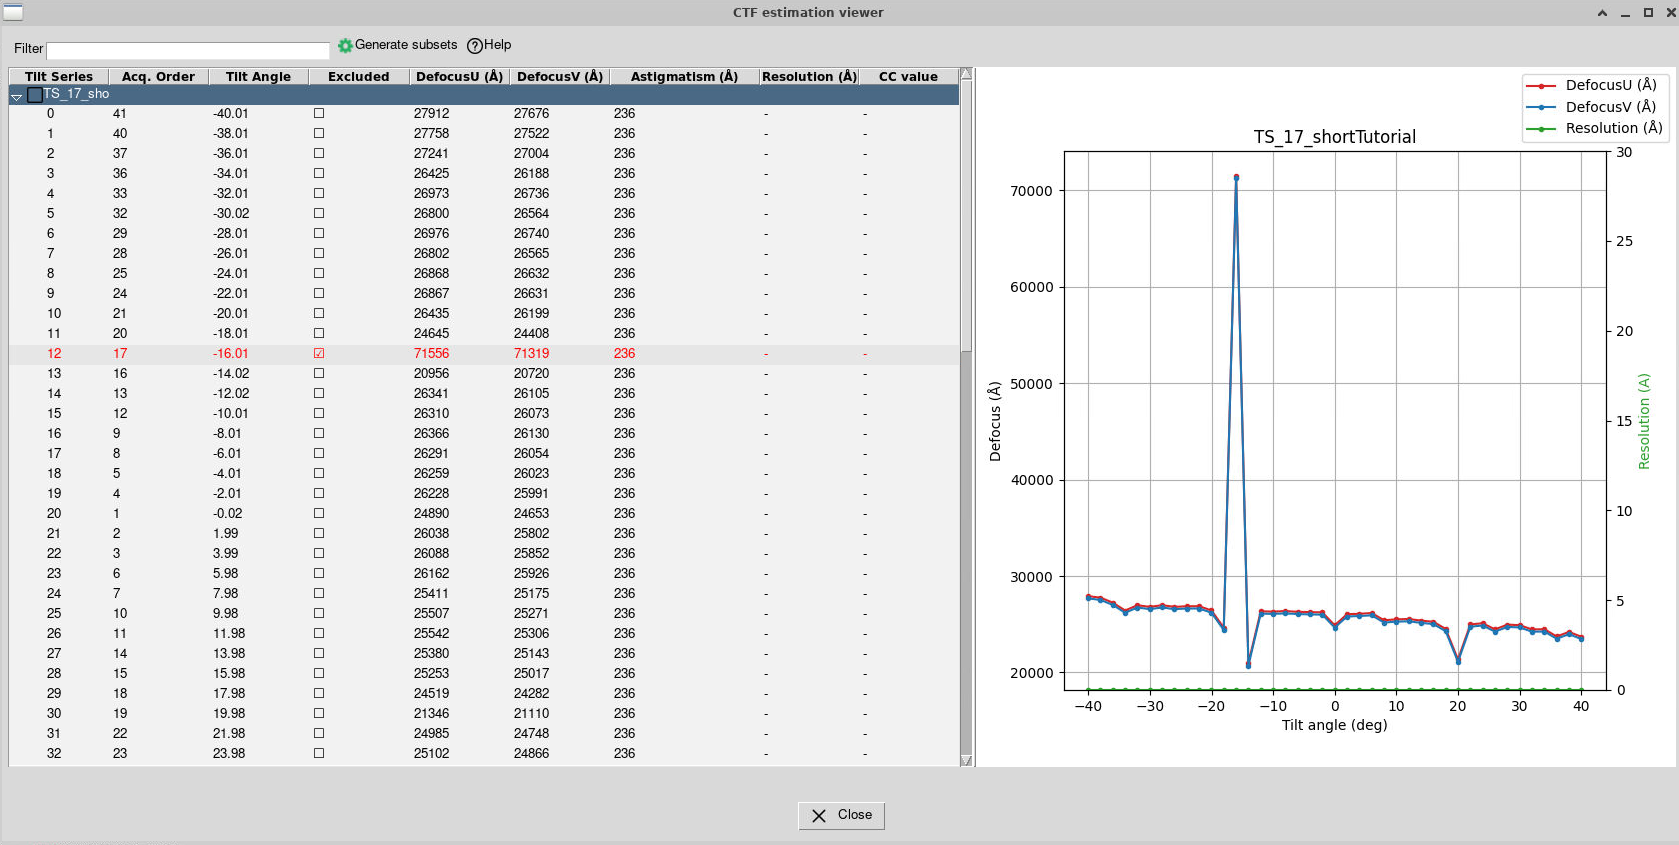 CTF estimation viewer
Filter Generate subsets Help
Tilt Series Acq. Order Tilt Angle Excluded DefocusU (Å) DefocusV (Å) Astigmatism (Å) Resolution (Å) CC value
TS_17_sho
0 41 -40.01 27912 27676 236 - -
1 40 -38.01 27758 27522 236 - -
2 37 -36.01 27241 27004 236 - -
3 36 -34.01 26425 26188 236 - -
4 33 -32.01 26973 26736 236 - -
5 32 -30.02 26800 26564 236 - -
6 29 -28.01 26976 26740 236 - -
7 28 -26.01 26802 26565 236 - -
8 25 -24.01 26868 26632 236 - -
9 24 -22.01 26867 26631 236 - -
10 21 -20.01 26435 26199 236 - -
11 20 -18.01 24645 24408 236 - -
12 17 -16.01 71556 71319 236 - -
13 16 -14.02 20956 20720 236 - -
14 13 -12.02 26341 26105 236 - -
15 12 -10.01 26310 26073 236 - -
16 9 -8.01 26366 26130 236 - -
17 8 -6.01 26291 26054 236 - -
18 5 -4.01 26259 26023 236 - -
19 4 -2.01 26228 25991 236 - -
20 1 -0.02 24890 24653 236 - -
21 2 1.99 26038 25802 236 - -
22 3 3.99 26088 25852 236 - -
23 6 5.98 26162 25926 236 - -
24 7 7.98 25411 25175 236 - -
25 10 9.98 25507 25271 236 - -
26 11 11.98 25542 25306 236 - -
27 14 13.98 25380 25143 236 - -
28 15 15.98 25253 25017 236 - -
29 18 17.98 24519 24282 236 - -
30 19 19.98 21346 21110 236 - -
31 22 21.98 24985 24748 236 - -
32 23 23.98 25102 24866 236 - -
DefocusU (Å)
DefocusV (Å)
Resolution (Å)
TS_17_shortTutorial
Defocus (Å)
70000
60000
50000
40000
30000
20000
30
25
20
15
10
5
0
Resolution (A)
−40 −30 −20 −10 0 10 20 30 40
Tilt angle (deg)
Close